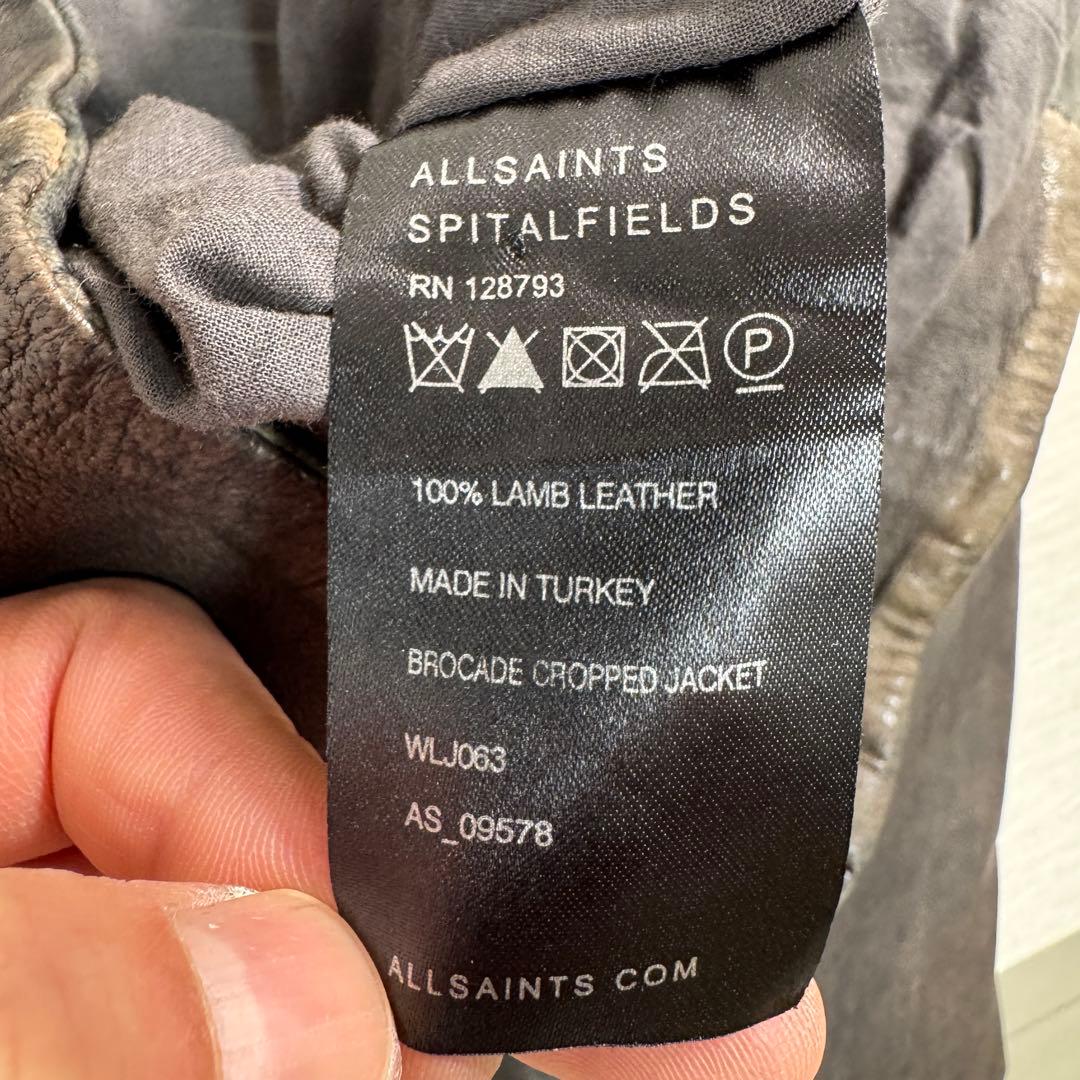 ALLSAINTS
SPITALFIELDS
RN 128793
P
100% LAMB LEATHER
MADE IN TURKEY
BROCADE CROPPED JACKET
WLJ063
AS_09578
ALLSAINTS COM